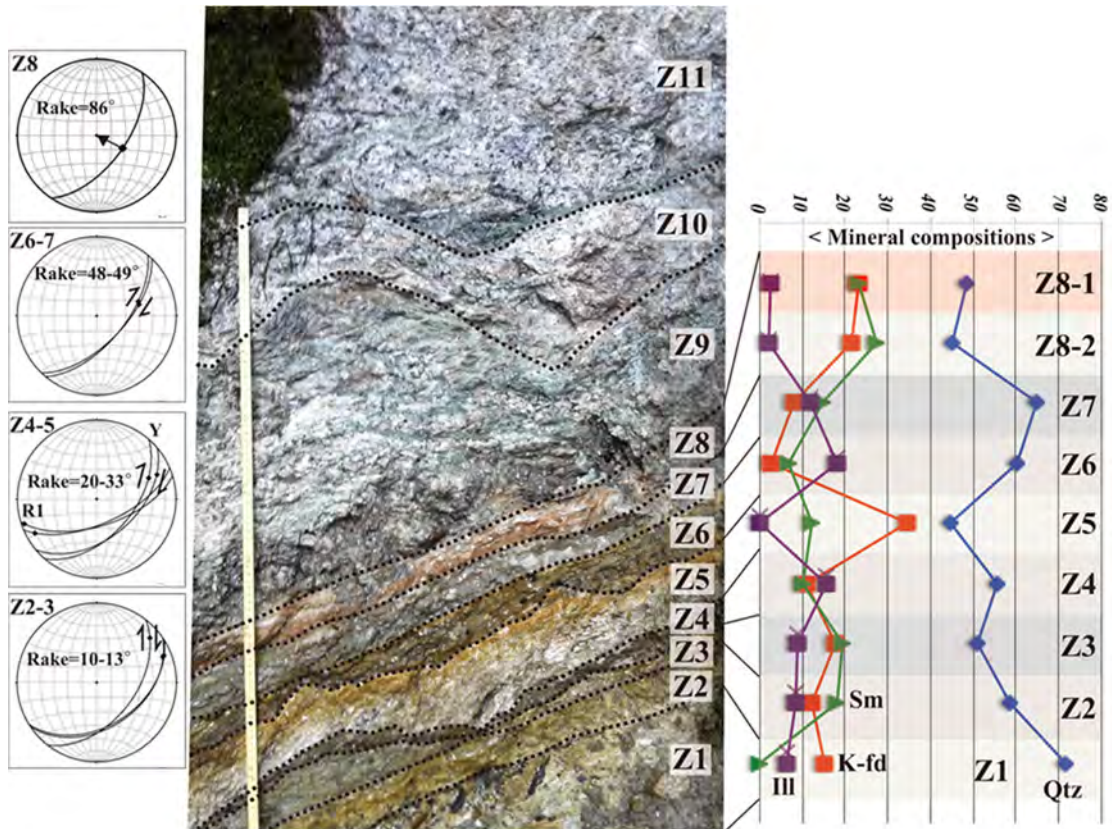 Z8
Rake=86°
Z6-7
Rake=48-49°
Z4-5
Y
Rake=20-33°
R1
Z2-3
Rake=10-13°
Z11
Z10
Z9
Z8
Z7
Z6
Z5
Z4
Z3
Z2
Z1
0 10 20 30 40 50 60 70 80
< Mineral compositions >
Z8-1
Z8-2
Z7
Z6
Z5
Z4
Z3
Sm Z2
K-fd Z1
Ill Qtz